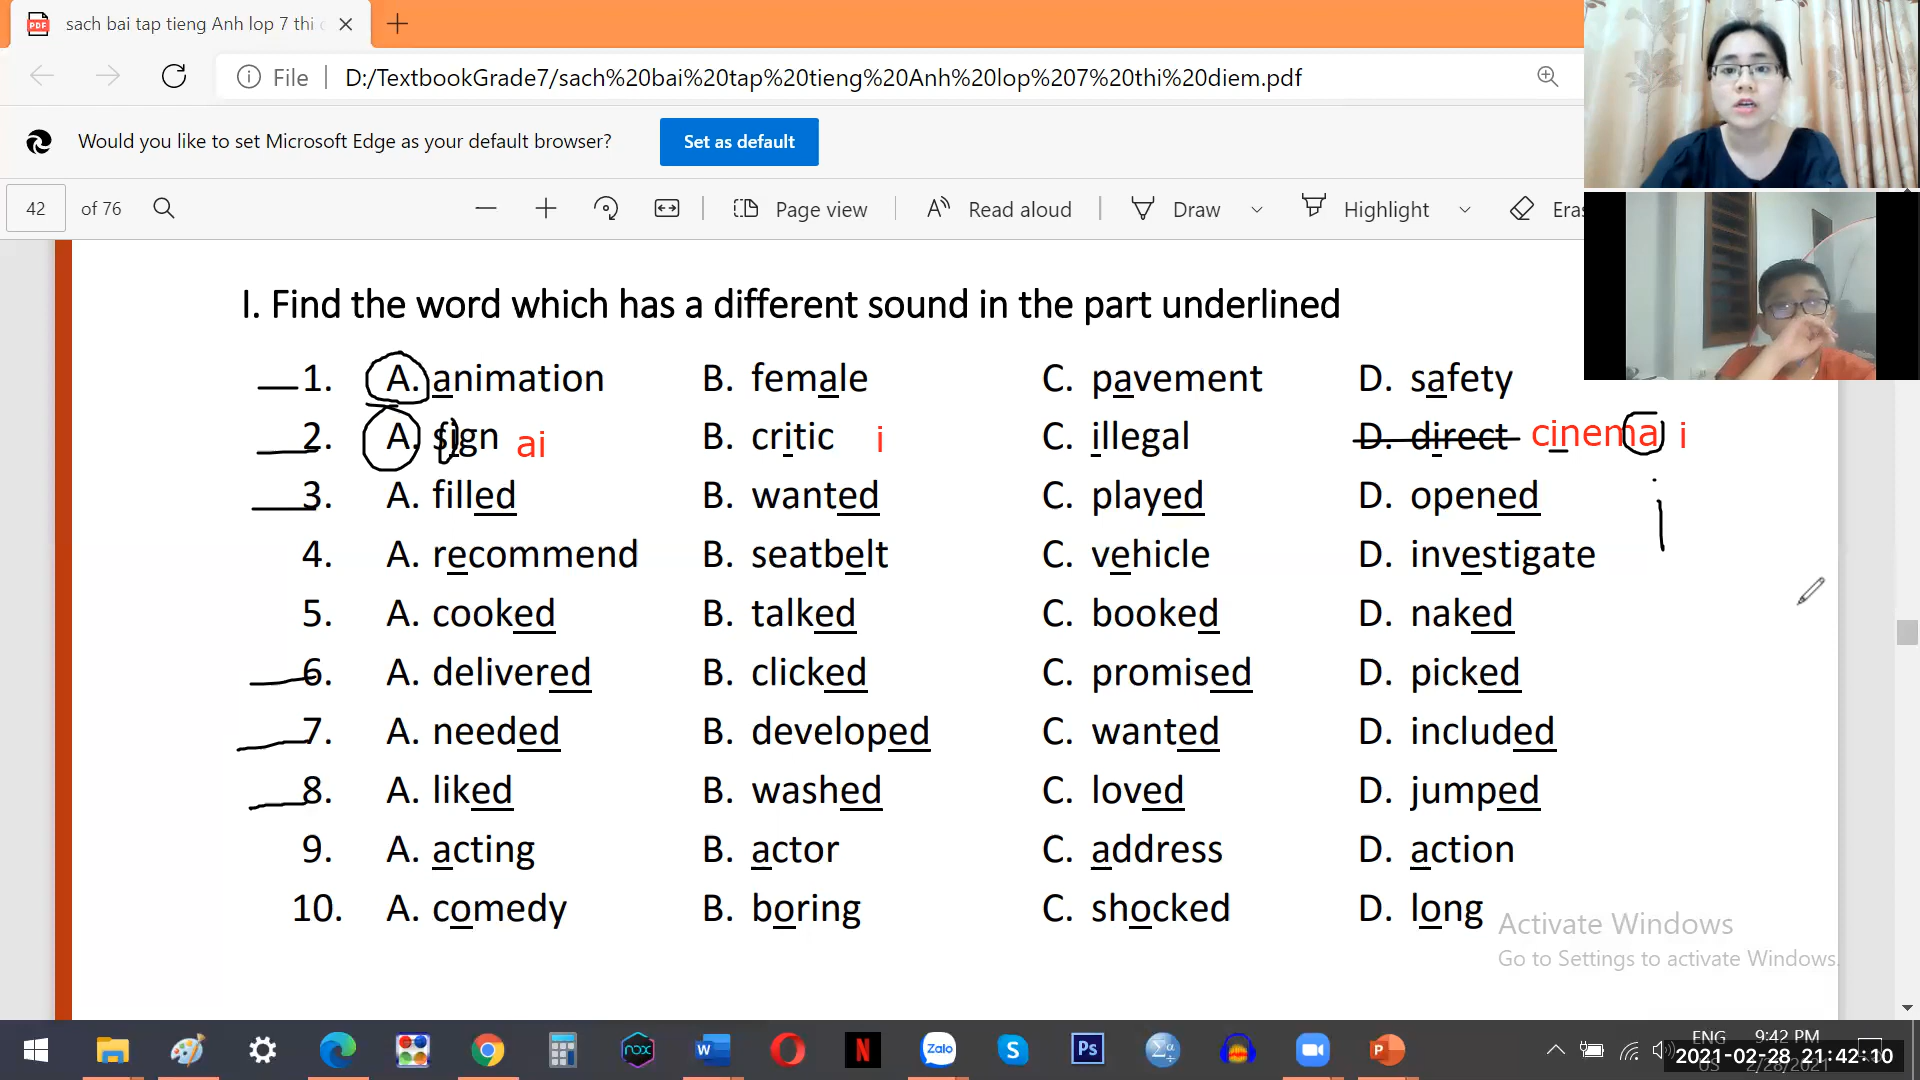 sach bai tap tieng Anh lop 7 thi
File D:/TextbookGrade7/sach%20bai%20tap%20tieng%20Anh%20lop%207%20thi%20diem.pdf
Would you like to set Microsoft Edge as your default browser? Set as default
42 of 76 Page view Read aloud Draw Highlight Eras
I. Find the word which has a different sound in the part underlined
1. A. animation B. female C. pavement D. safety
2. A. sign ai B. critic i C. illegal D. direct cinema i
3. A. filled B. wanted C. played D. opened i
4. A. recommend B. seatbelt C. vehicle D. investigate
5. A. cooked B. talked C. booked D. naked
6. A. delivered B. clicked C. promised D. picked
7. A. needed B. developed C. wanted D. included
8. A. liked B. washed C. loved D. jumped
9. A. acting B. actor C. address D. action
10. A. comedy B. boring C. shocked D. long
Activate Windows
Go to Settings to activate Windows.
nox W N Zalo S Ps Σα P
ENG 9:42 PM
2021-02-28 21:42:10